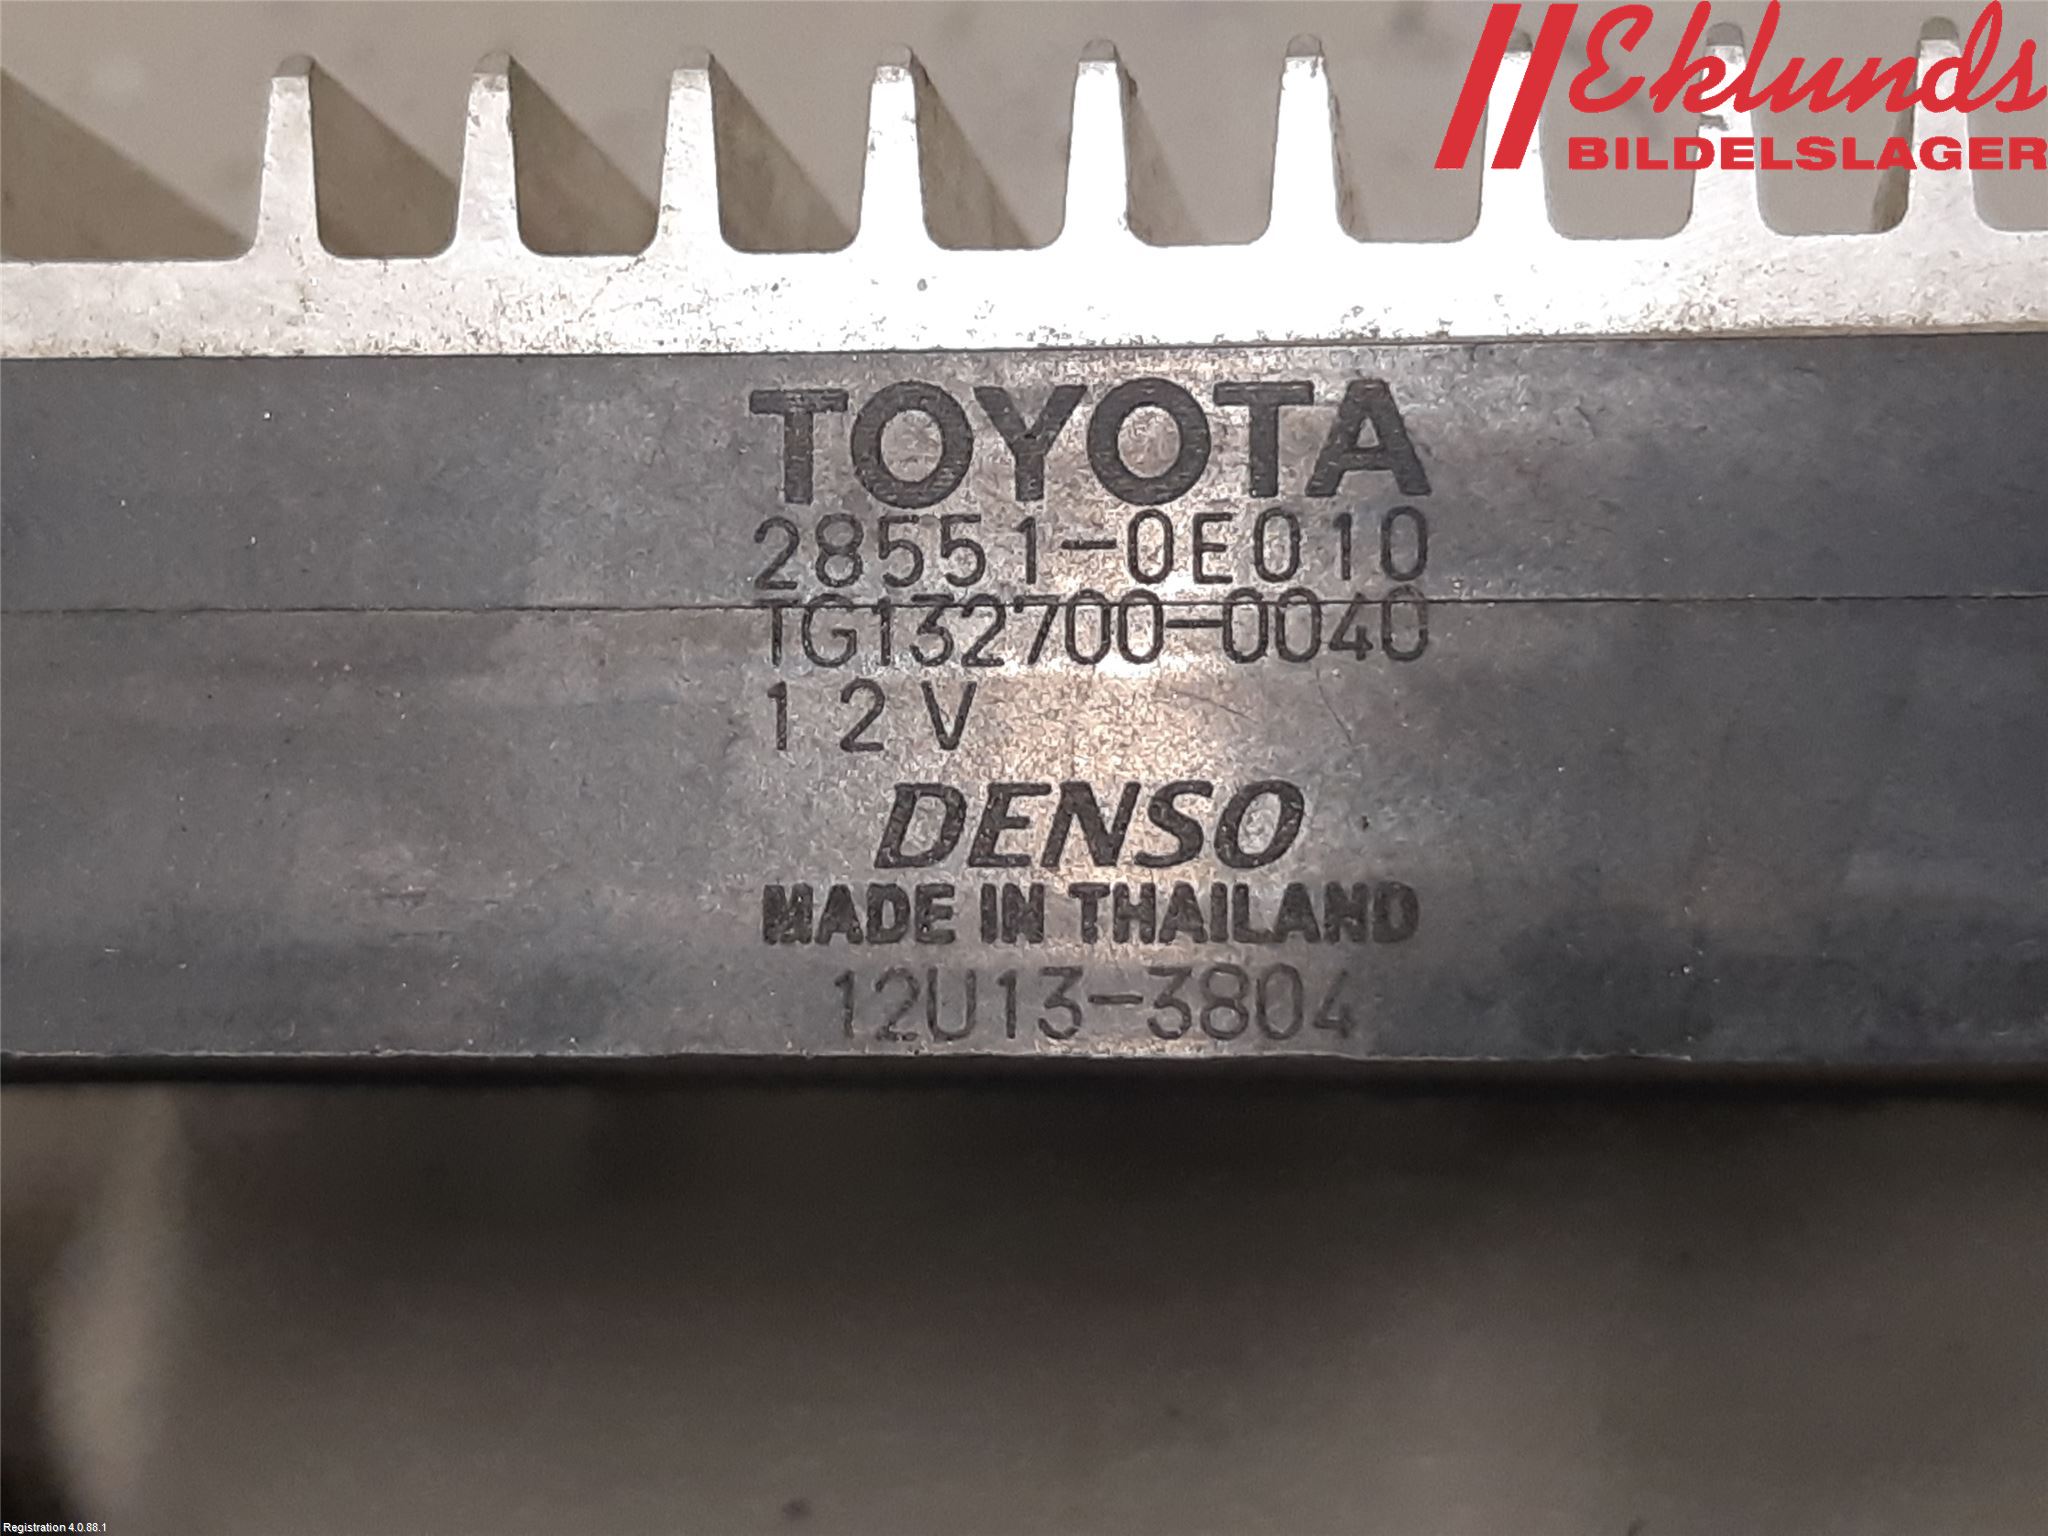 Eklunds
BILDELSLAGER
TOYOTA
28551-0E010
TG132700-0040
12V
DENSO
MADE IN THAILAND
12U13-3804
Registration 4.0.88.1